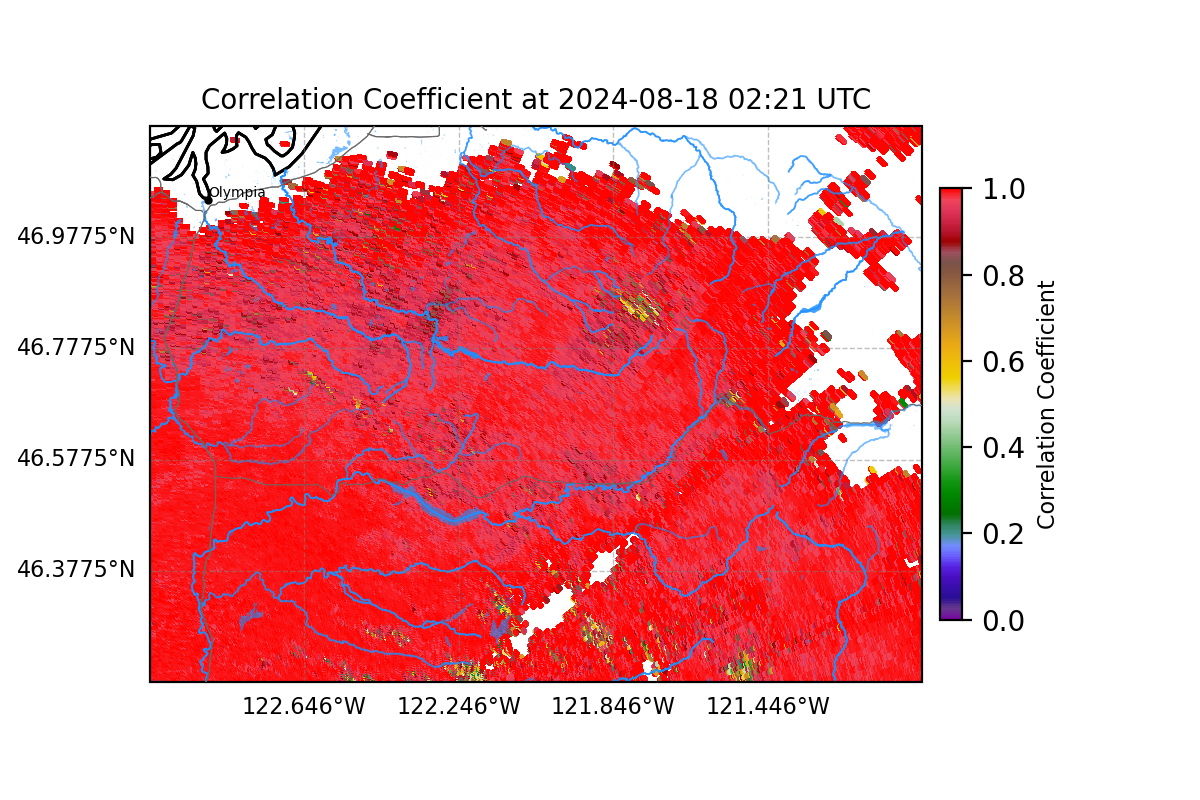 Correlation Coefficient at 2024-08-18 02:21 UTC
Olympia
46.9775°N
46.7775°N
46.5775°N
46.3775°N
122.646°W
122.246°W
121.846°W
121.446°W
1.0
0.8
0.6
0.4
0.2
0.0
Correlation Coefficient